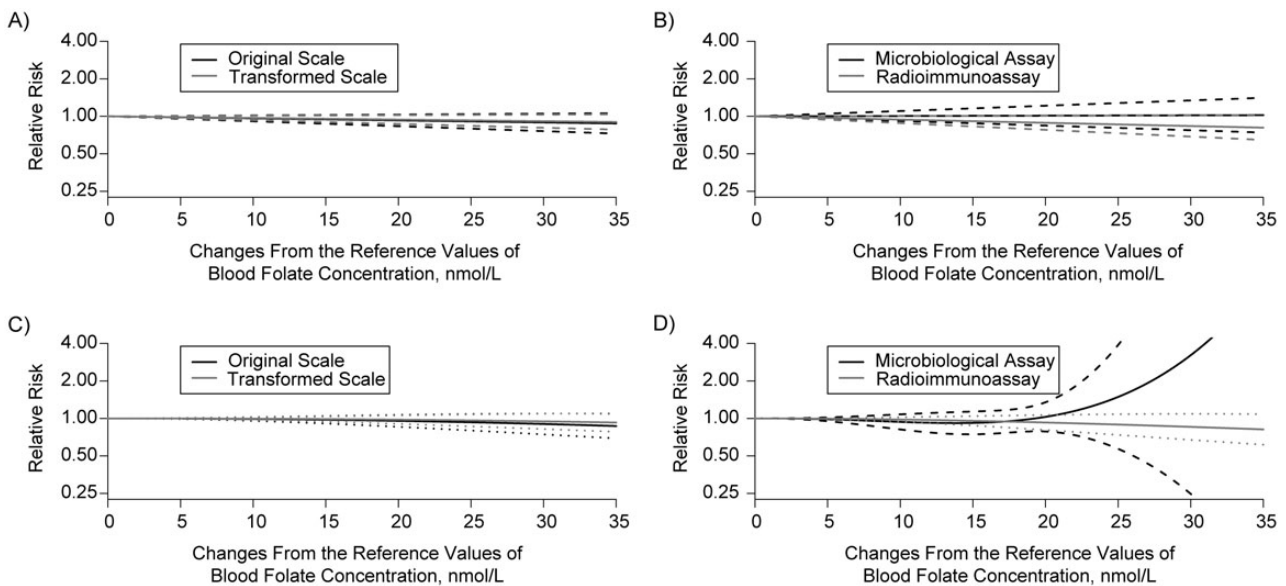 A)
4.00
2.00
1.00
0.50
0.25
Relative Risk
Original Scale
Transformed Scale
0 5 10 15 20 25 30 35
Changes From the Reference Values of
Blood Folate Concentration, nmol/L
B)
4.00
2.00
1.00
0.50
0.25
Relative Risk
Microbiological Assay
Radioimmunoassay
0 5 10 15 20 25 30 35
Changes From the Reference Values of
Blood Folate Concentration, nmol/L
C)
4.00
2.00
1.00
0.50
0.25
Relative Risk
Original Scale
Transformed Scale
0 5 10 15 20 25 30 35
Changes From the Reference Values of
Blood Folate Concentration, nmol/L
D)
4.00
2.00
1.00
0.50
0.25
Relative Risk
Microbiological Assay
Radioimmunoassay
0 5 10 15 20 25 30 35
Changes From the Reference Values of
Blood Folate Concentration, nmol/L